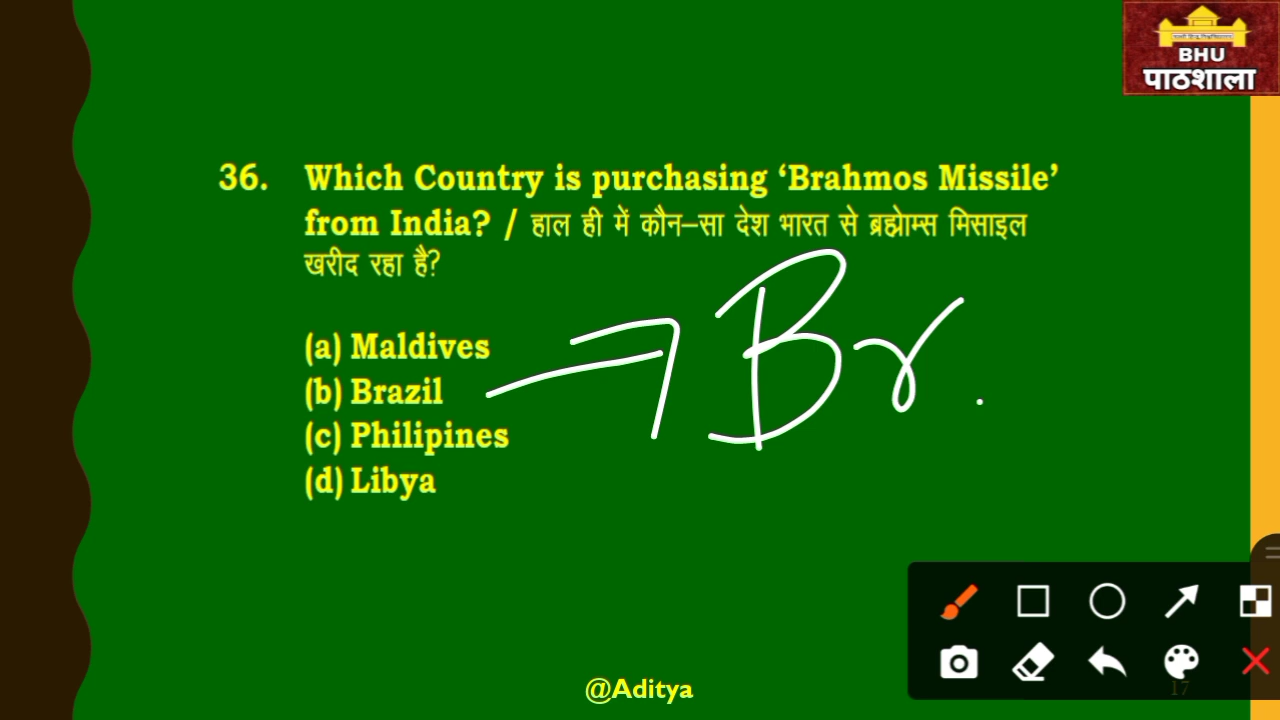 BHU
पाठशाला
36. Which Country is purchasing ‘Brahmos Missile’
from India? / हाल ही में कौन–सा देश भारत से ब्रह्मोम्स मिसाइल
खरीद रहा है?
(a) Maldives
(b) Brazil
(c) Philipines
(d) Libya
Br.
@Aditya
17